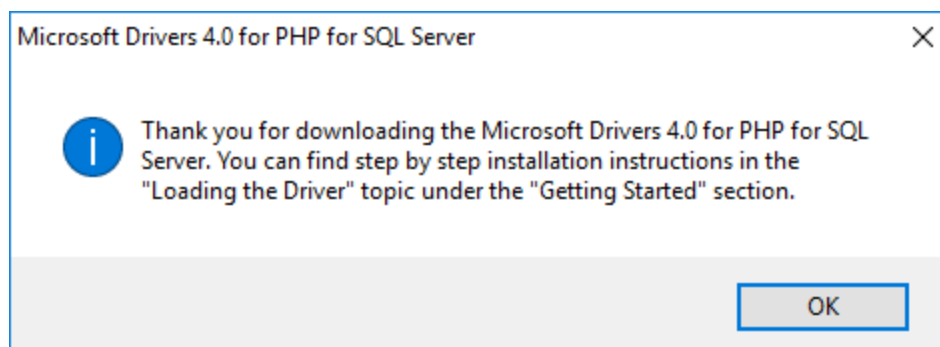 Microsoft Drivers 4.0 for PHP for SQL Server
Thank you for downloading the Microsoft Drivers 4.0 for PHP for SQL
Server. You can find step by step installation instructions in the
"Loading the Driver" topic under the "Getting Started" section.
OK